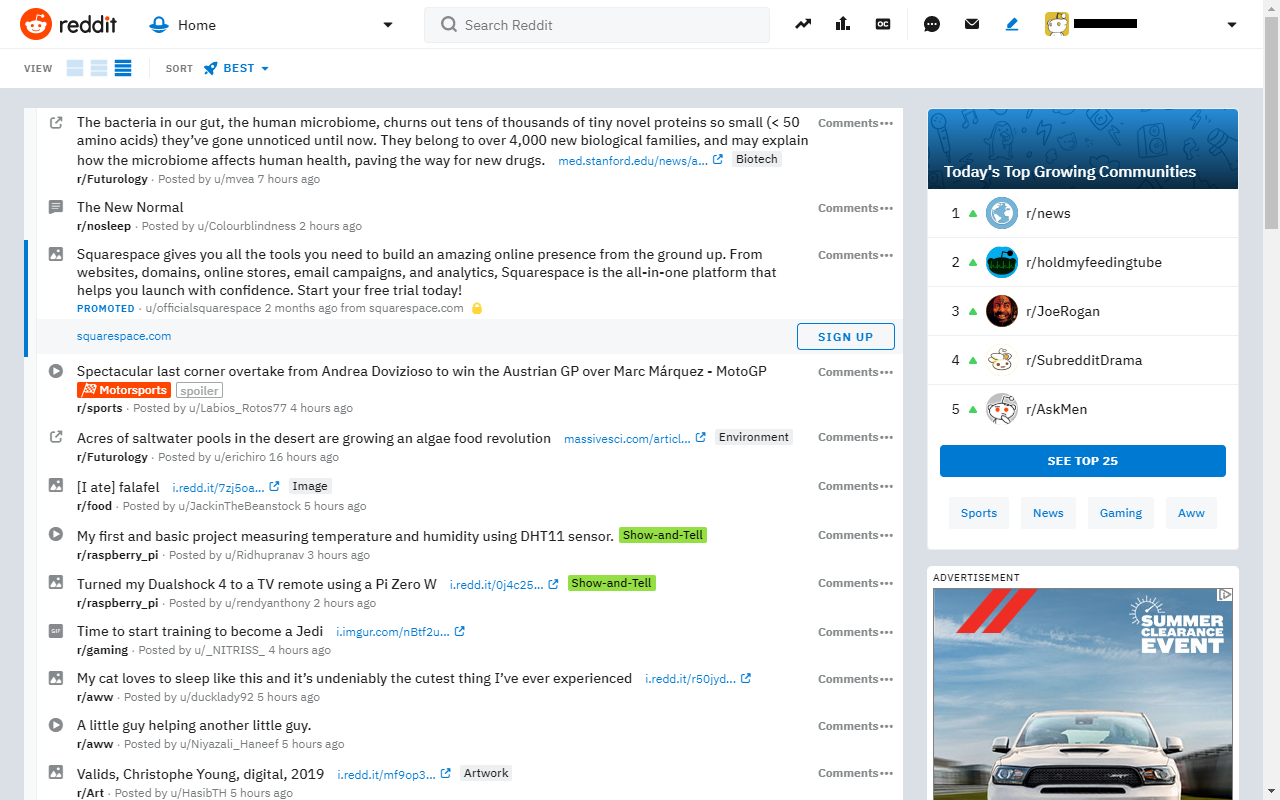 reddit
Home
Search Reddit
VIEW
SORT
BEST
The bacteria in our gut, the human microbiome, churns out tens of thousands of tiny novel proteins so small (< 50
amino acids) they’ve gone unnoticed until now. They belong to over 4,000 new biological families, and may explain
how the microbiome affects human health, paving the way for new drugs. med.stanford.edu/news/a... Biotech
r/Futurology · Posted by u/mvea 7 hours ago
Comments
The New Normal
r/nosleep · Posted by u/Colourblindness 2 hours ago
Comments
Squarespace gives you all the tools you need to build an amazing online presence from the ground up. From
websites, domains, online stores, email campaigns, and analytics, Squarespace is the all-in-one platform that
helps you launch with confidence. Start your free trial today!
PROMOTED · u/officialsquarespace 2 months ago from squarespace.com
Comments
squarespace.com
SIGN UP
Spectacular last corner overtake from Andrea Dovizioso to win the Austrian GP over Marc Márquez - MotoGP
Motorsports spoiler
r/sports · Posted by u/Labios_Rotos77 4 hours ago
Comments
Acres of saltwater pools in the desert are growing an algae food revolution massivesci.com/articl... Environment
r/Futurology · Posted by u/erichiro 16 hours ago
Comments
[I ate] falafel i.redd.it/7zj5oa... Image
r/food · Posted by u/JackinTheBeanstock 5 hours ago
Comments
My first and basic project measuring temperature and humidity using DHT11 sensor. Show-and-Tell
r/raspberry_pi · Posted by u/Ridhupranav 3 hours ago
Comments
Turned my Dualshock 4 to a TV remote using a Pi Zero W i.redd.it/0j4c25... Show-and-Tell
r/raspberry_pi · Posted by u/rendyanthony 2 hours ago
Comments
GIF
Time to start training to become a Jedi i.imgur.com/nBtf2u...
r/gaming · Posted by u/_NITRISS_ 4 hours ago
Comments
My cat loves to sleep like this and it’s undeniably the cutest thing I’ve ever experienced i.redd.it/r50jyd...
r/aww · Posted by u/ducklady92 5 hours ago
Comments
A little guy helping another little guy.
r/aww · Posted by u/Niyazali_Haneef 5 hours ago
Comments
Valids, Christophe Young, digital, 2019 i.redd.it/mf9op3... Artwork
r/Art · Posted by u/HasibTH 5 hours ago
Comments
Today's Top Growing Communities
1 r/news
2 r/holdmyfeedingtube
3 r/JoeRogan
4 r/SubredditDrama
5 r/AskMen
SEE TOP 25
Sports
News
Gaming
Aww
ADVERTISEMENT
SUMMER
CLEARANCE
EVENT